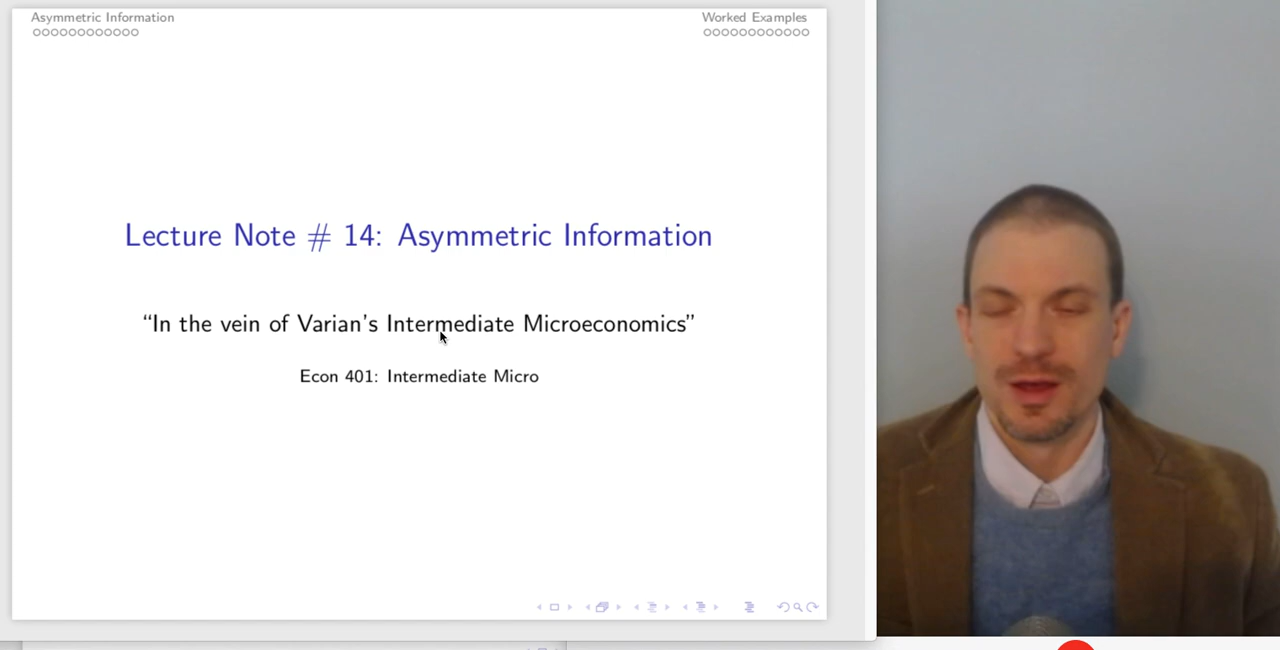 Asymmetric Information
Worked Examples
Lecture Note # 14: Asymmetric Information
“In the vein of Varian’s Intermediate Microeconomics”
Econ 401: Intermediate Micro